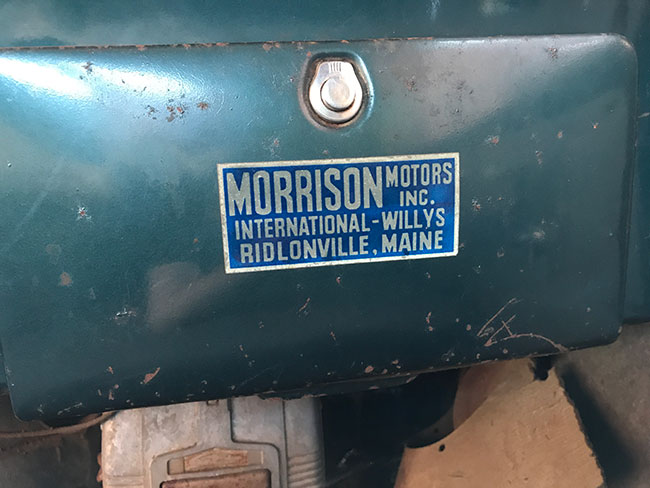 MORRISON MOTORS INC.
INTERNATIONAL-WILLYS
RIDLONVILLE, MAINE